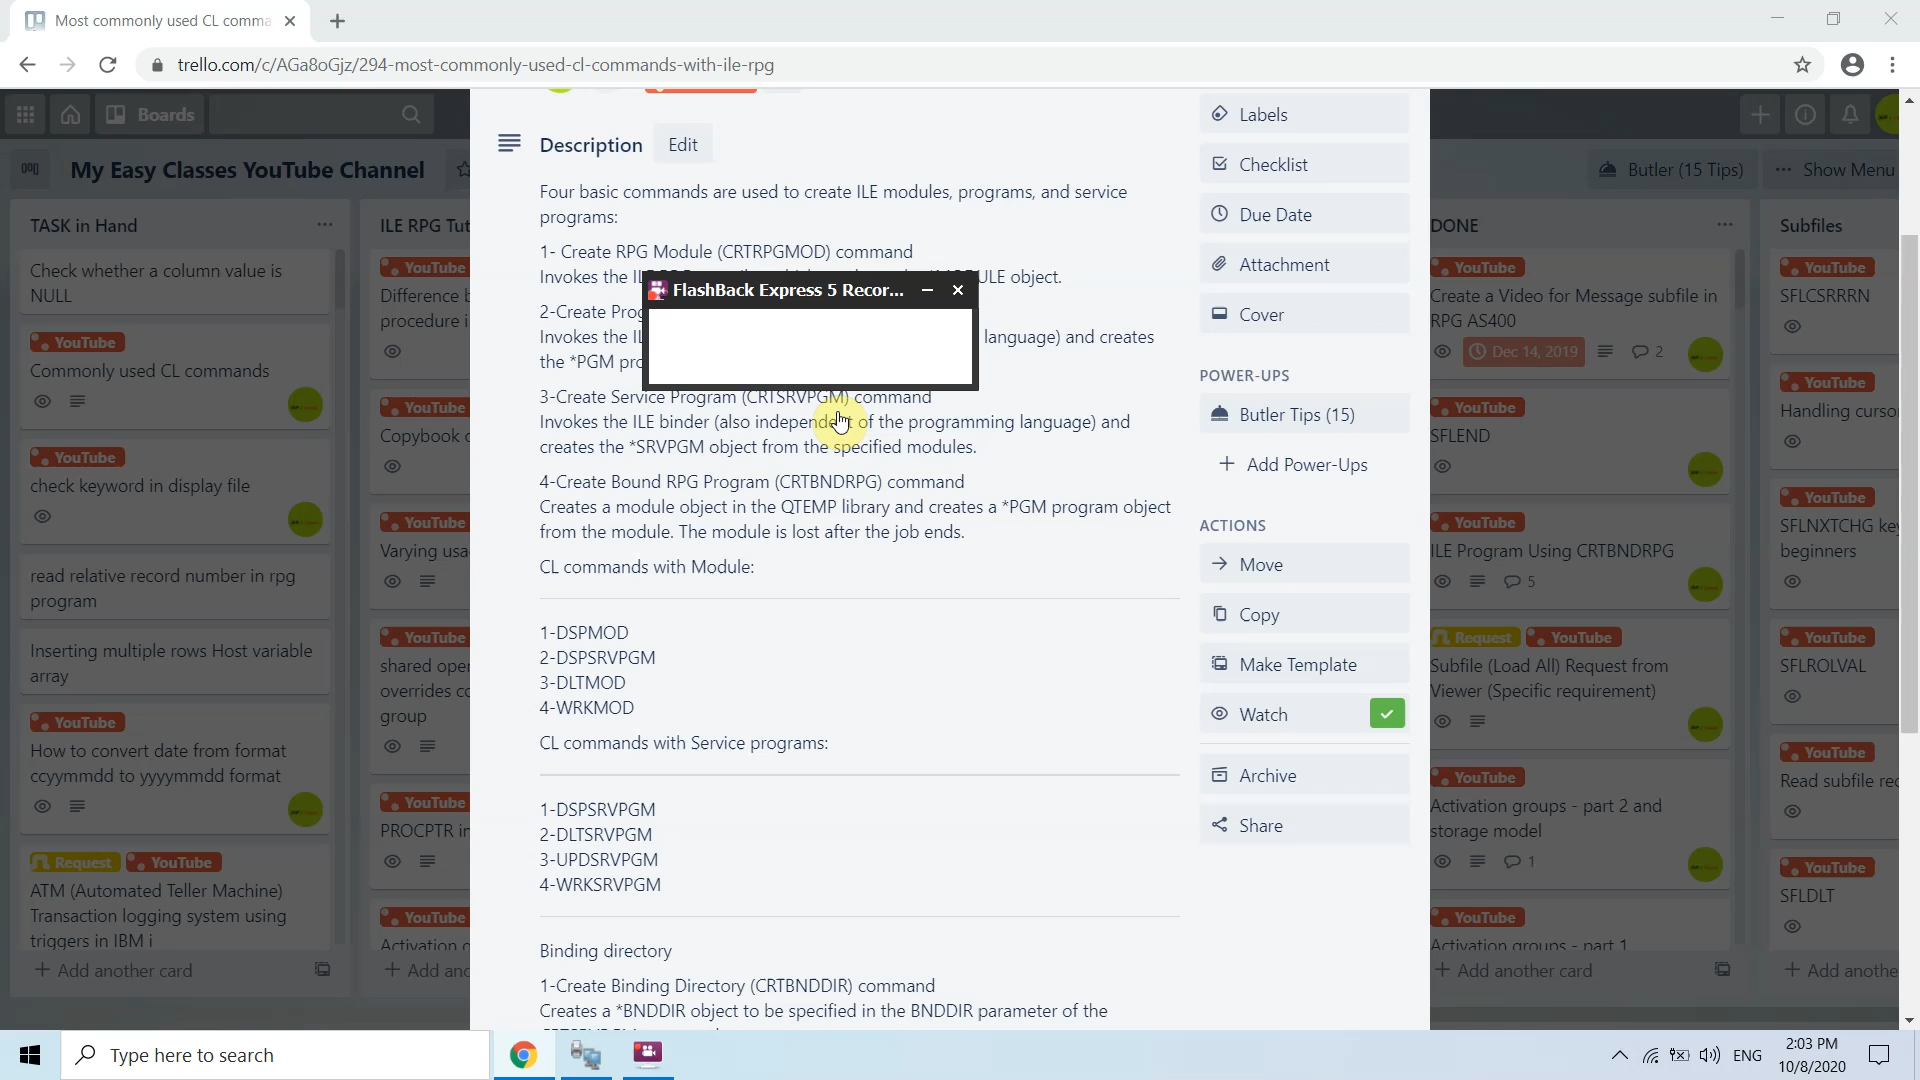 Most commonly used CL comma
trello.com/c/AGa8oGjz/294-most-commonly-used-cl-commands-with-ile-rpg
Boards
My Easy Classes YouTube Channel
Butler (15 Tips)
Show Menu
TASK in Hand
Check whether a column value is
NULL
YouTube
Commonly used CL commands
YouTube
check keyword in display file
read relative record number in rpg
program
Inserting multiple rows Host variable
array
YouTube
How to convert date from format
ccyymmdd to yyyymmdd format
Request YouTube
ATM (Automated Teller Machine)
Transaction logging system using
triggers in IBM i
+ Add another card
ILE RPG Tut
YouTube
Difference b
procedure i
YouTube
Copybook c
YouTube
Varying usa
YouTube
shared ope
overrides co
group
YouTube
PROCPTR in
YouTube
Activation
+ Add an
Description Edit
Four basic commands are used to create ILE modules, programs, and service
programs:
1- Create RPG Module (CRTRPGMOD) command
Invokes the IL ULE object.
2-Create Prog
Invokes the IL language) and creates
the *PGM pro
FlashBack Express 5 Recor...
3-Create Service Program (CRTSRVPGM) command
Invokes the ILE binder (also independent of the programming language) and
creates the *SRVPGM object from the specified modules.
4-Create Bound RPG Program (CRTBNDRPG) command
Creates a module object in the QTEMP library and creates a *PGM program object
from the module. The module is lost after the job ends.
CL commands with Module:
1-DSPMOD
2-DSPSRVPGM
3-DLTMOD
4-WRKMOD
CL commands with Service programs:
1-DSPSRVPGM
2-DLTSRVPGM
3-UPDSRVPGM
4-WRKSRVPGM
Binding directory
1-Create Binding Directory (CRTBNDDIR) command
Creates a *BNDDIR object to be specified in the BNDDIR parameter of the
Labels
Checklist
Due Date
Attachment
Cover
POWER-UPS
Butler Tips (15)
+ Add Power-Ups
ACTIONS
Move
Copy
Make Template
Watch
Archive
Share
DONE
YouTube
Create a Video for Message subfile in
RPG AS400
Dec 14, 2019 2
YouTube
SFLEND
YouTube
ILE Program Using CRTBNDRPG
5
Request YouTube
Subfile (Load All) Request from
Viewer (Specific requirement)
YouTube
Activation groups - part 2 and
storage model
1
YouTube
Activation groups - part 1
+ Add another card
Subfiles
YouTube
SFLCSRRRN
YouTube
Handling curso
YouTube
SFLNXTCHG key
beginners
YouTube
SFLROLVAL
YouTube
Read subfile rec
YouTube
SFLDLT
+ Add anothe
Type here to search
ENG
2:03 PM
10/8/2020